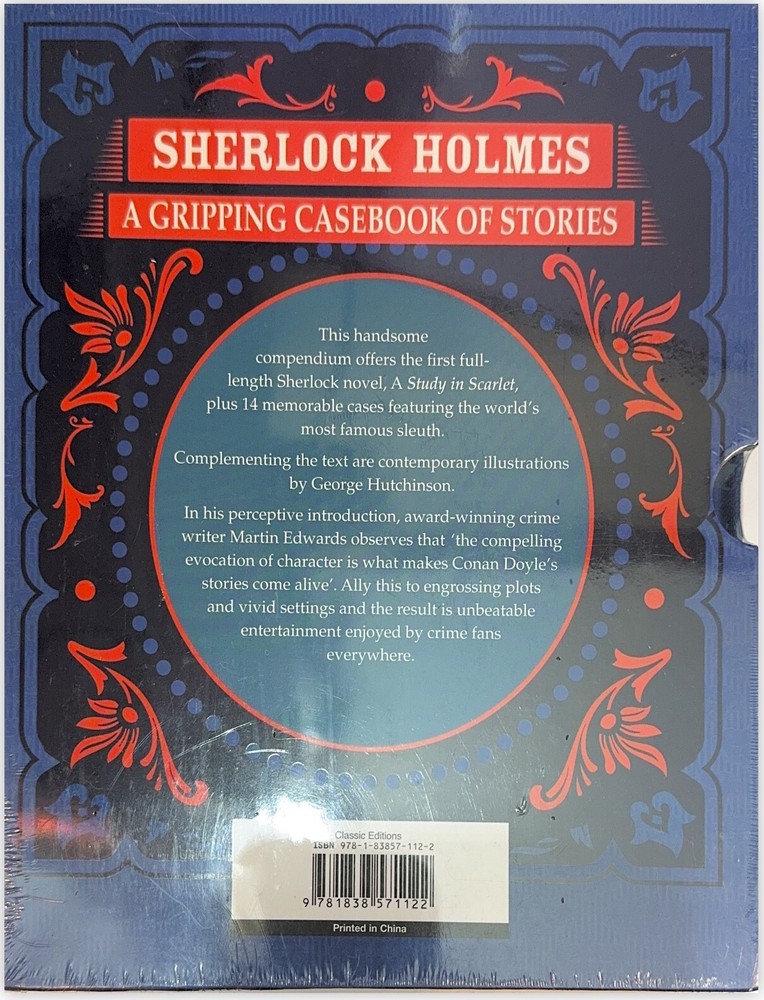 SHERLOCK HOLMES
A GRIPPING CASEBOOK OF STORIES
This handsome
compendium offers the first full-
length Sherlock novel, A Study in Scarlet,
plus 14 memorable cases featuring the world's
most famous sleuth.
Complementing the text are contemporary illustrations
by George Hutchinson.
In his perceptive introduction, award-winning crime
writer Martin Edwards observes that ‘the compelling
evocation of character is what makes Conan Doyle’s
stories come alive’. Ally this to engrossing plots
and vivid settings and the result is unbeatable
entertainment enjoyed by crime fans
everywhere.
Classic Editions
ISBN 978-1-83857-112-2
9 781838 571122
Printed in China